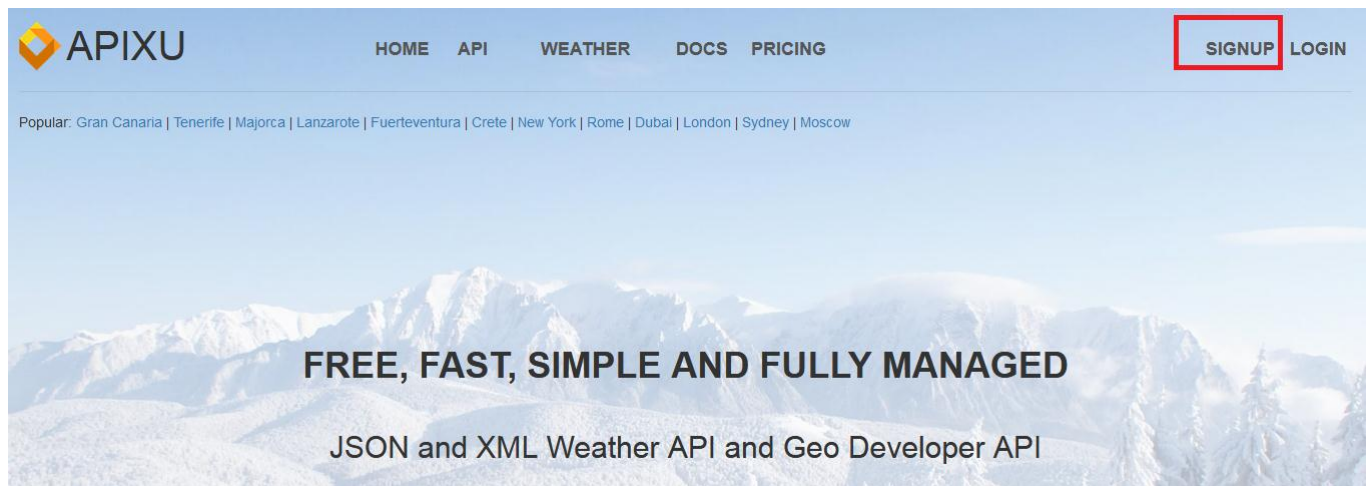 APIXU HOME API WEATHER DOCS PRICING SIGNUP LOGIN
Popular: Gran Canaria | Tenerife | Majorca | Lanzarote | Fuerteventura | Crete | New York | Rome | Dubai | London | Sydney | Moscow
FREE, FAST, SIMPLE AND FULLY MANAGED
JSON and XML Weather API and Geo Developer API